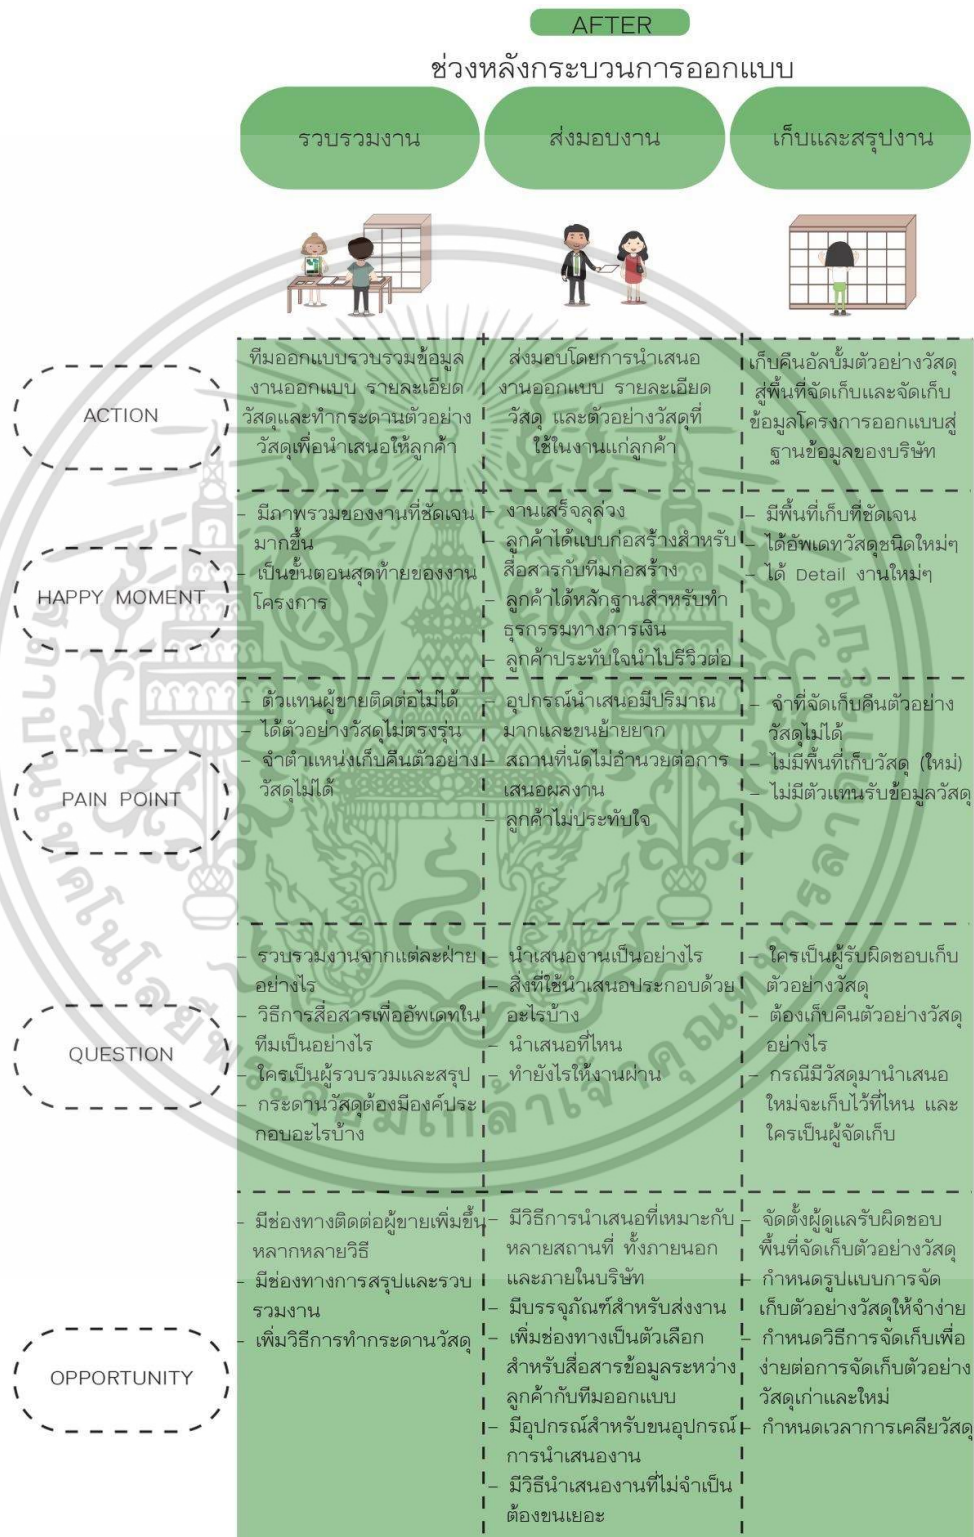 AFTER
ช่วงหลังกระบวนการออกแบบ
รวบรวมงาน
ส่งมอบงาน
เก็บและสรุปงาน
ACTION
ทีมออกแบบรวบรวมข้อมูล
งานออกแบบ รายละเอียด
วัสดุและทำกระดานตัวอย่าง
วัสดุเพื่อนำเสนอให้ลูกค้า
ส่งมอบโดยการนำเสนอ
งานออกแบบ รายละเอียด
วัสดุ และตัวอย่างวัสดุที่
ใช้ในงานแก่ลูกค้า
เก็บคืนอัลบั้มตัวอย่างวัสดุ
สู่พื้นที่จัดเก็บและจัดเก็บ
ข้อมูลโครงการออกแบบสู่
ฐานข้อมูลของบริษัท
HAPPY MOMENT
- มีภาพรวมของงานที่ชัดเจน
มากขึ้น
- เป็นขั้นตอนสุดท้ายของงาน
โครงการ
- งานเสร็จลุล่วง
- ลูกค้าได้แบบก่อสร้างสำหรับ
สื่อสารกับทีมก่อสร้าง
- ลูกค้าได้หลักฐานสำหรับทำ
ธุรกรรมทางการเงิน
- ลูกค้าประทับใจนำไปรีวิวต่อ
- มีพื้นที่เก็บที่ชัดเจน
- ได้อัพเดทวัสดุชนิดใหม่ๆ
- ได้ Detail งานใหม่ๆ
PAIN POINT
- ตัวแทนผู้ขายติดต่อไม่ได้
- ได้ตัวอย่างวัสดุไม่ตรงรุ่น
- จำตำแหน่งเก็บคืนตัวอย่าง
วัสดุไม่ได้
- อุปกรณ์นำเสนอมีปริมาณ
มากและขนย้ายยาก
- สถานที่นัดไม่อำนวยต่อการ
เสนอผลงาน
- ลูกค้าไม่ประทับใจ
- จำที่จัดเก็บคืนตัวอย่าง
วัสดุไม่ได้
- ไม่มีพื้นที่เก็บวัสดุ (ใหม่)
- ไม่มีตัวแทนรับข้อมูลวัสดุ
QUESTION
- รวบรวมงานจากแต่ละฝ่าย
อย่างไร
- วิธีการสื่อสารเพื่ออัพเดทใน
ทีมเป็นอย่างไร
- ใครเป็นผู้รวบรวมและสรุป
- กระดานวัสดุต้องมีองค์ประ
กอบอะไรบ้าง
- นำเสนองานเป็นอย่างไร
- สิ่งที่ใช้นำเสนอประกอบด้วย
อะไรบ้าง
- นำเสนอที่ไหน
- ทำยังไรให้งานผ่าน
- ใครเป็นผู้รับผิดชอบเก็บ
ตัวอย่างวัสดุ
- ต้องเก็บคืนตัวอย่างวัสดุ
อย่างไร
- กรณีมีวัสดุมานำเสนอ
ใหม่จะเก็บไว้ที่ไหน และ
ใครเป็นผู้จัดเก็บ
OPPORTUNITY
- มีช่องทางติดต่อผู้ขายเพิ่มขึ้น
หลากหลายวิธี
- มีช่องทางการสรุปและรวบ
รวมงาน
- เพิ่มวิธีการทำกระดานวัสดุ
- มีวิธีการนำเสนอที่เหมาะกับ
หลายสถานที่ ทั้งภายนอก
และภายในบริษัท
- มีบรรจุภัณฑ์สำหรับส่งงาน
- เพิ่มช่องทางเป็นตัวเลือก
สำหรับสื่อสารข้อมูลระหว่าง
ลูกค้ากับทีมออกแบบ
- มีอุปกรณ์สำหรับขนอุปกรณ์
การนำเสนองาน
- มีวิธีนำเสนองานที่ไม่จำเป็น
ต้องขนเยอะ
- จัดตั้งผู้ดูแลรับผิดชอบ
พื้นที่จัดเก็บตัวอย่างวัสดุ
- กำหนดรูปแบบการจัด
เก็บตัวอย่างวัสดุให้จำง่าย
- กำหนดวิธีการจัดเก็บเพื่อ
ง่ายต่อการจัดเก็บตัวอย่าง
วัสดุเก่าและใหม่
- กำหนดเวลาการเคลียวัสดุ
สถาบันเทคโนโลยีพระจอมเกล้าเจ้าคุณทหารลาดกระบัง